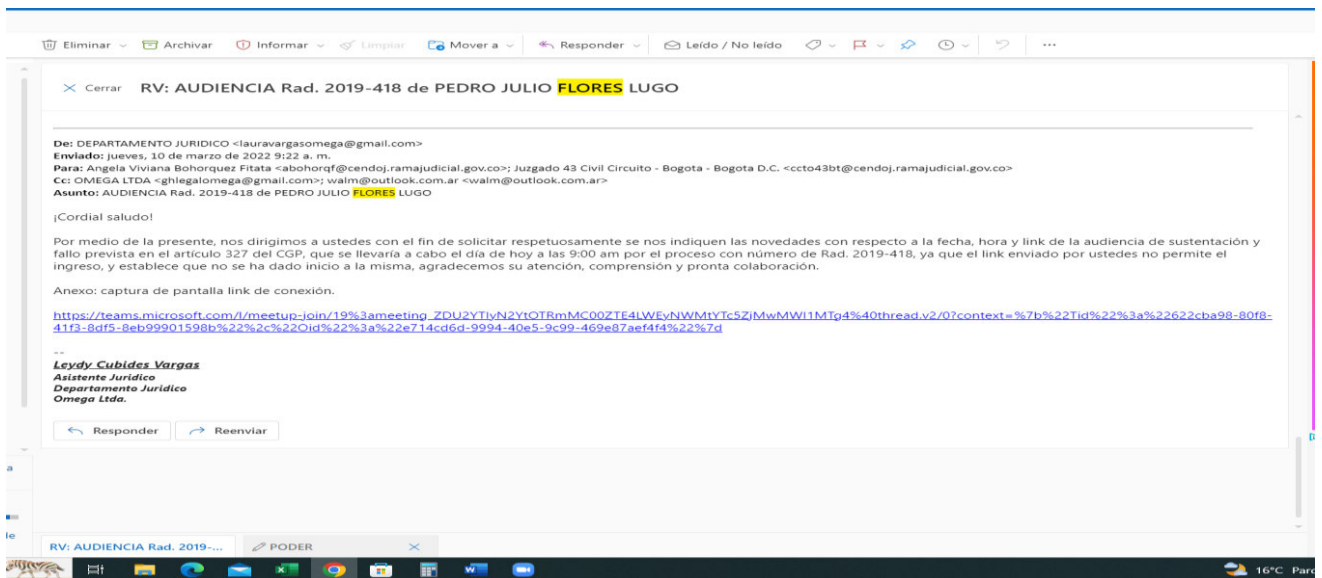 Eliminar Archivar Informar Limpiar Mover a Responder Leído / No leído ...
Cerrar RV: AUDIENCIA Rad. 2019-418 de PEDRO JULIO FLORES LUGO
De: DEPARTAMENTO JURIDICO <lauravargasomega@gmail.com>
Enviado: jueves, 10 de marzo de 2022 9:22 a. m.
Para: Angela Viviana Bohorquez Fitata <abohorqf@cendoj.ramajudicial.gov.co>; Juzgado 43 Civil Circuito - Bogota - Bogota D.C. <ccto43bt@cendoj.ramajudicial.gov.co>
Cc: OMEGA LTDA <ghlegalomega@gmail.com>; walm@outlook.com.ar <walm@outlook.com.ar>
Asunto: AUDIENCIA Rad. 2019-418 de PEDRO JULIO FLORES LUGO
¡Cordial saludo!
Por medio de la presente, nos dirigimos a ustedes con el fin de solicitar respetuosamente se nos indiquen las novedades con respecto a la fecha, hora y link de la audiencia de sustentación y
fallo prevista en el artículo 327 del CGP, que se llevaría a cabo el día de hoy a las 9:00 am por el proceso con número de Rad. 2019-418, ya que el link enviado por ustedes no permite el
ingreso, y establece que no se ha dado inicio a la misma, agradecemos su atención, comprensión y pronta colaboración.
Anexo: captura de pantalla link de conexión.
https://teams.microsoft.com/l/meetup-join/19%3ameeting_ZDU2YTIyN2YtOTRmMC00ZTE4LWEyNWMtYTc5ZjMwMWI1MTg4%40thread.v2/0?context=%7b%22Tid%22%3a%22622cba98-80f8-
41f3-8df5-8eb99901598b%22%2c%22Oid%22%3a%22e714cd6d-9994-40e5-9c99-469e87aef4f4%22%7d
--
Leydy Cubides Vargas
Asistente Juridico
Departamento Juridico
Omega Ltda.
Responder Reenviar
a
le
RV: AUDIENCIA Rad. 2019-... PODER
16°C Parc